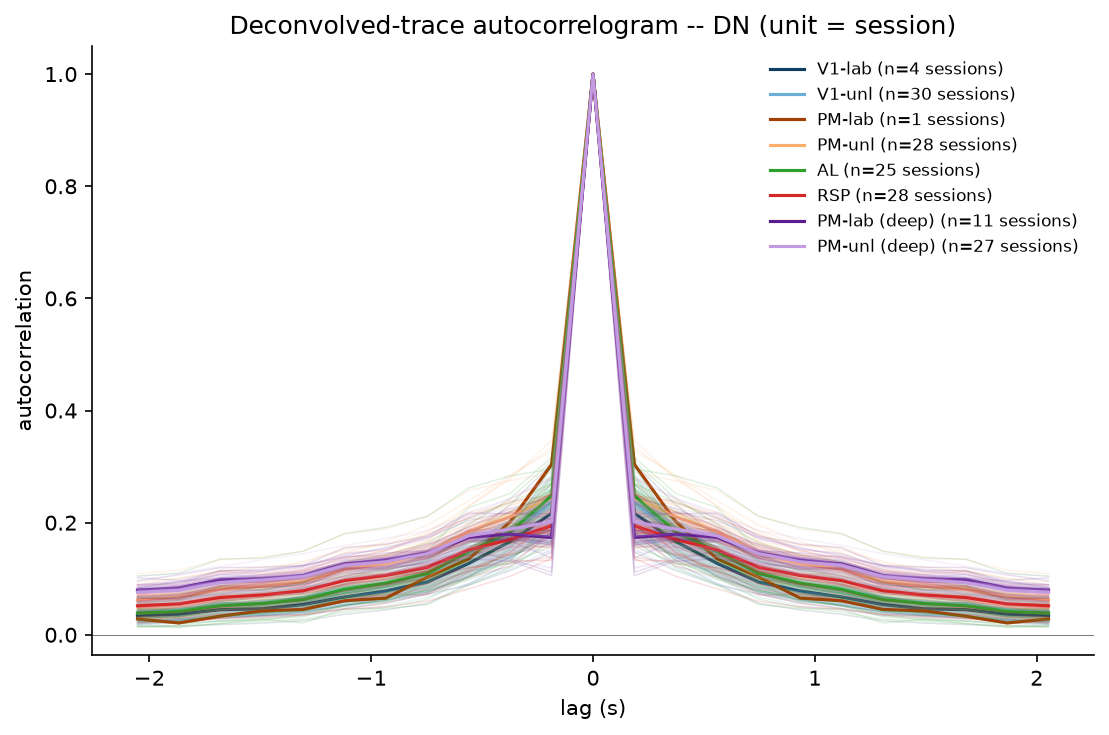 Deconvolved-trace autocorrelogram -- DN (unit = session)
V1-lab (n=4 sessions)
V1-unl (n=30 sessions)
PM-lab (n=1 sessions)
PM-unl (n=28 sessions)
AL (n=25 sessions)
RSP (n=28 sessions)
PM-lab (deep) (n=11 sessions)
PM-unl (deep) (n=27 sessions)
autocorrelation
1.0
0.8
0.6
0.4
0.2
0.0
−2
−1
0
1
2
lag (s)